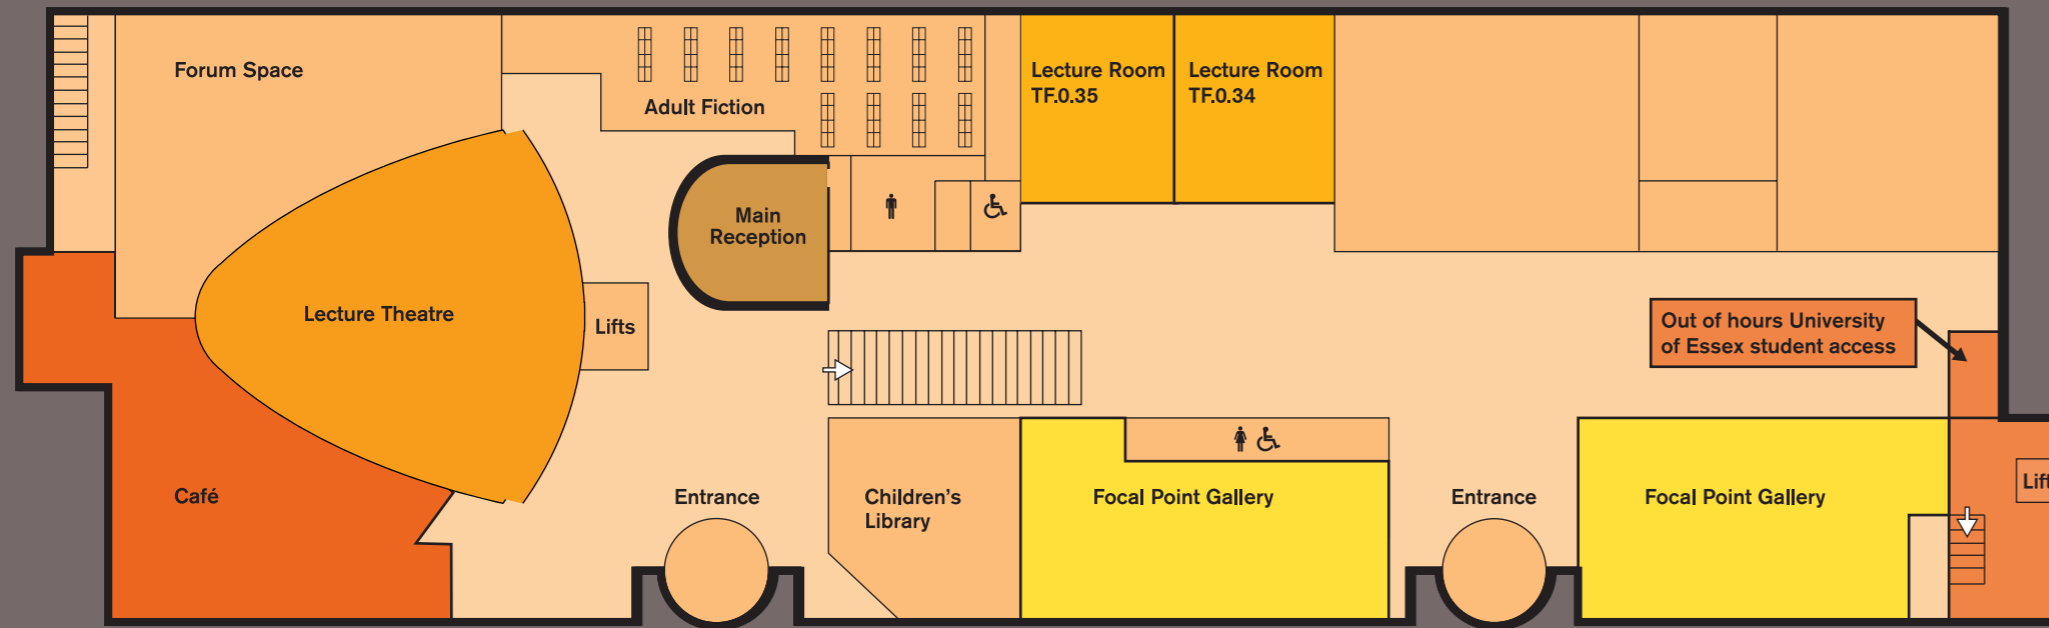 Forum Space
Adult Fiction
Lecture Room
TF.0.35
Lecture Room
TF.0.34
Main
Reception
Lecture Theatre
Lifts
Out of hours University
of Essex student access
Café
Entrance
Children's
Library
Focal Point Gallery
Entrance
Focal Point Gallery
Lift